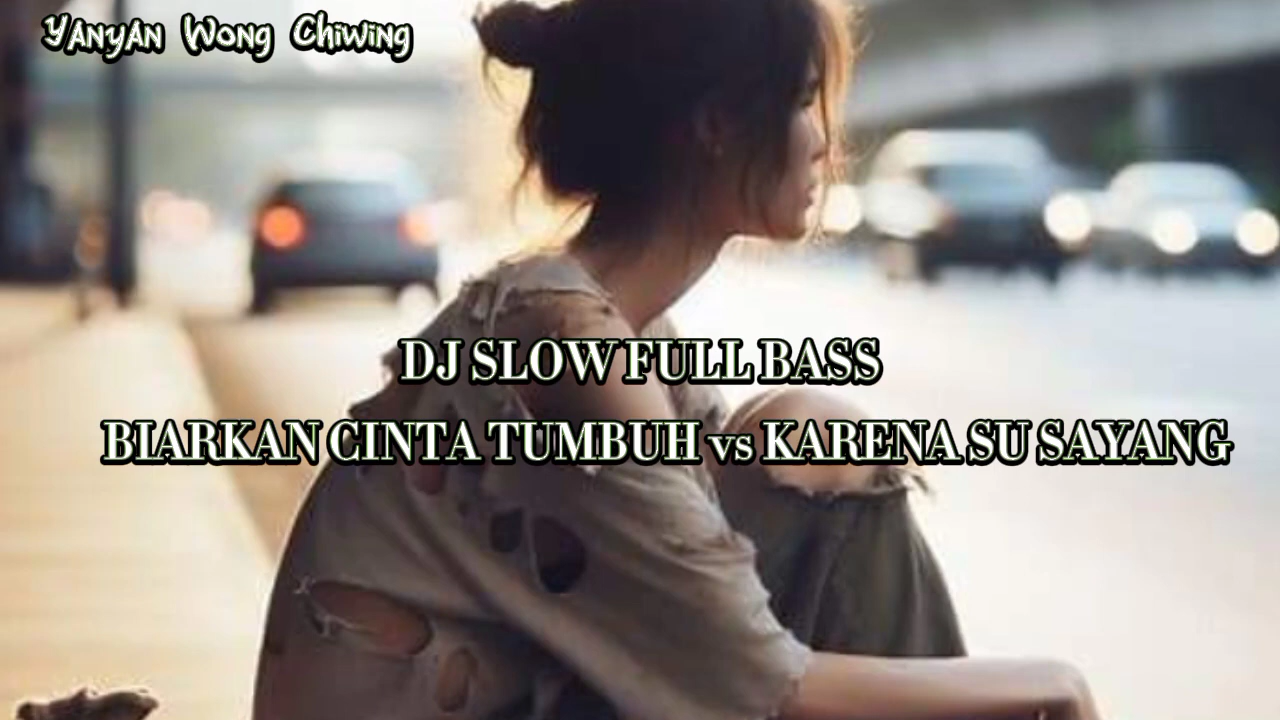 YAnyAn Wong Chiwing
DJ SLOW FULL BASS
BIARKAN CINTA TUMBUH vs KARENA SU SAYANG